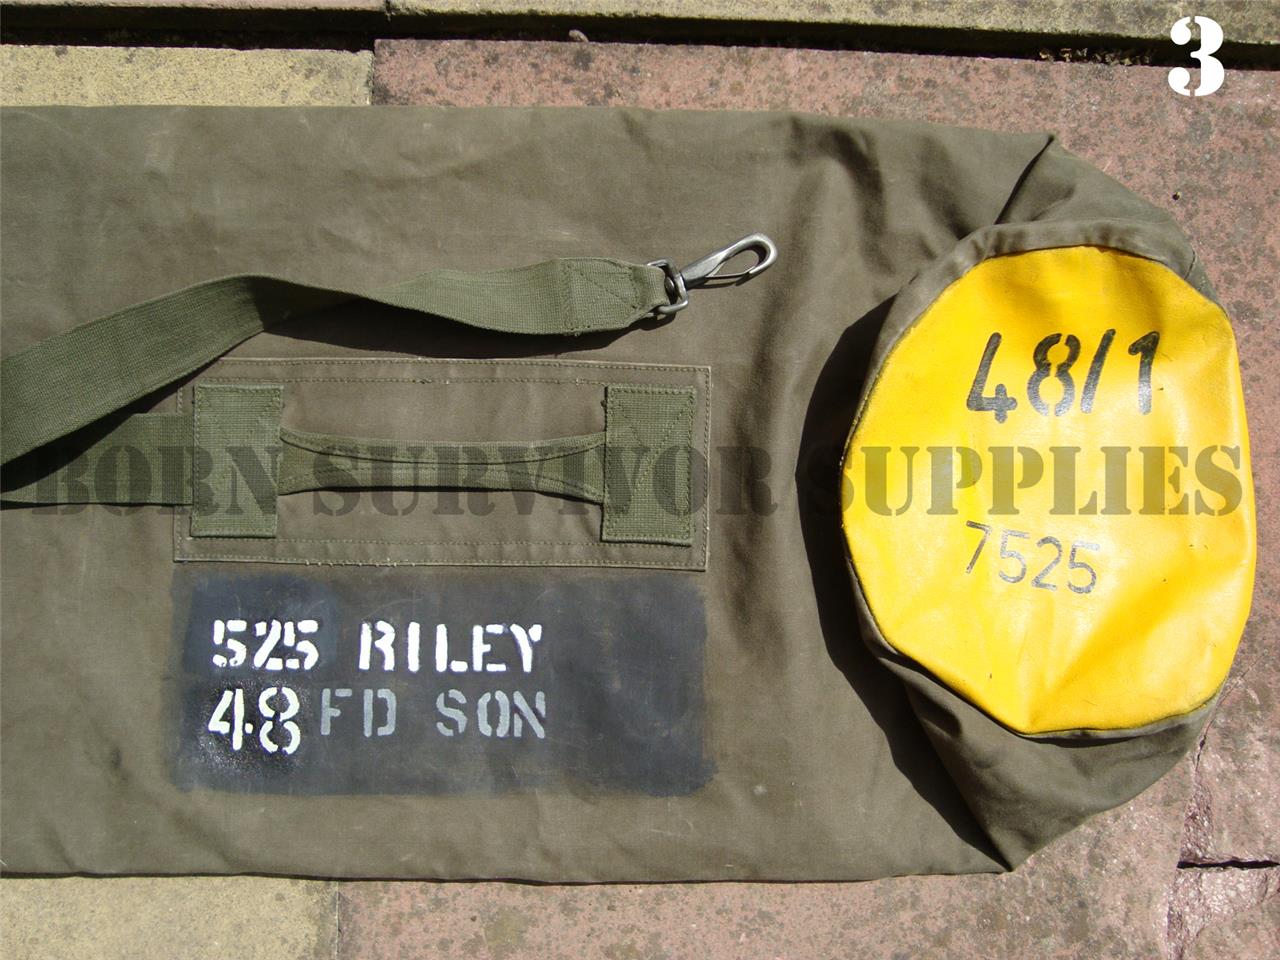 3
48/1
BORN SURVIVOR SUPPLIES
7525
525 RILEY
48 FD SQN